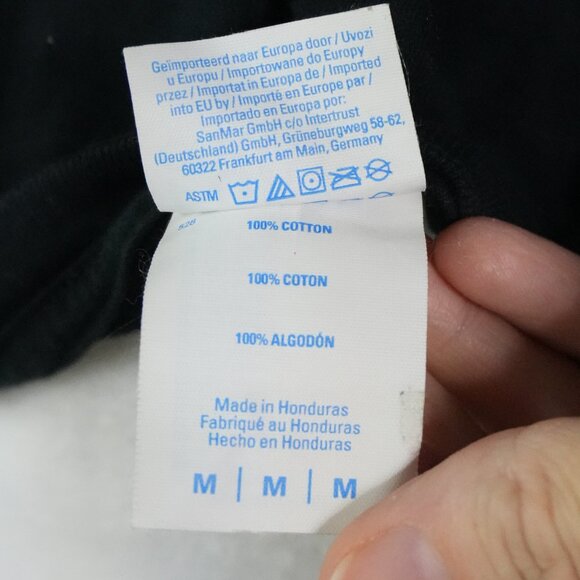 Geïmporteerd naar Europa door / Uvozi
u Europu / Importowane do Europy
przez / Importat in Europa de / Imported
into EU by / Importé en Europe par /
Importado en Europa por:
SanMar GmbH c/o Intertrust
(Deutschland) GmbH, Grüneburgweg 58-62,
60322 Frankfurt am Main, Germany
ASTM
528
100% COTTON
100% COTON
100% ALGODÓN
Made in Honduras
Fabriqué au Honduras
Hecho en Honduras
M | M | M